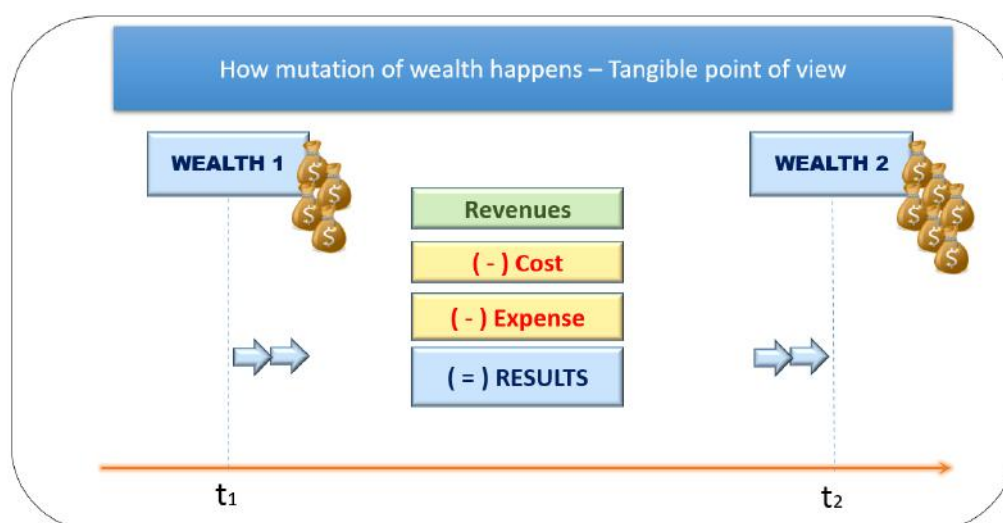 How mutation of wealth happens – Tangible point of view
WEALTH 1
WEALTH 2
$
$
$
$
$
$
$
$
$
$
Revenues
( - ) Cost
( - ) Expense
( = ) RESULTS
t1
t2